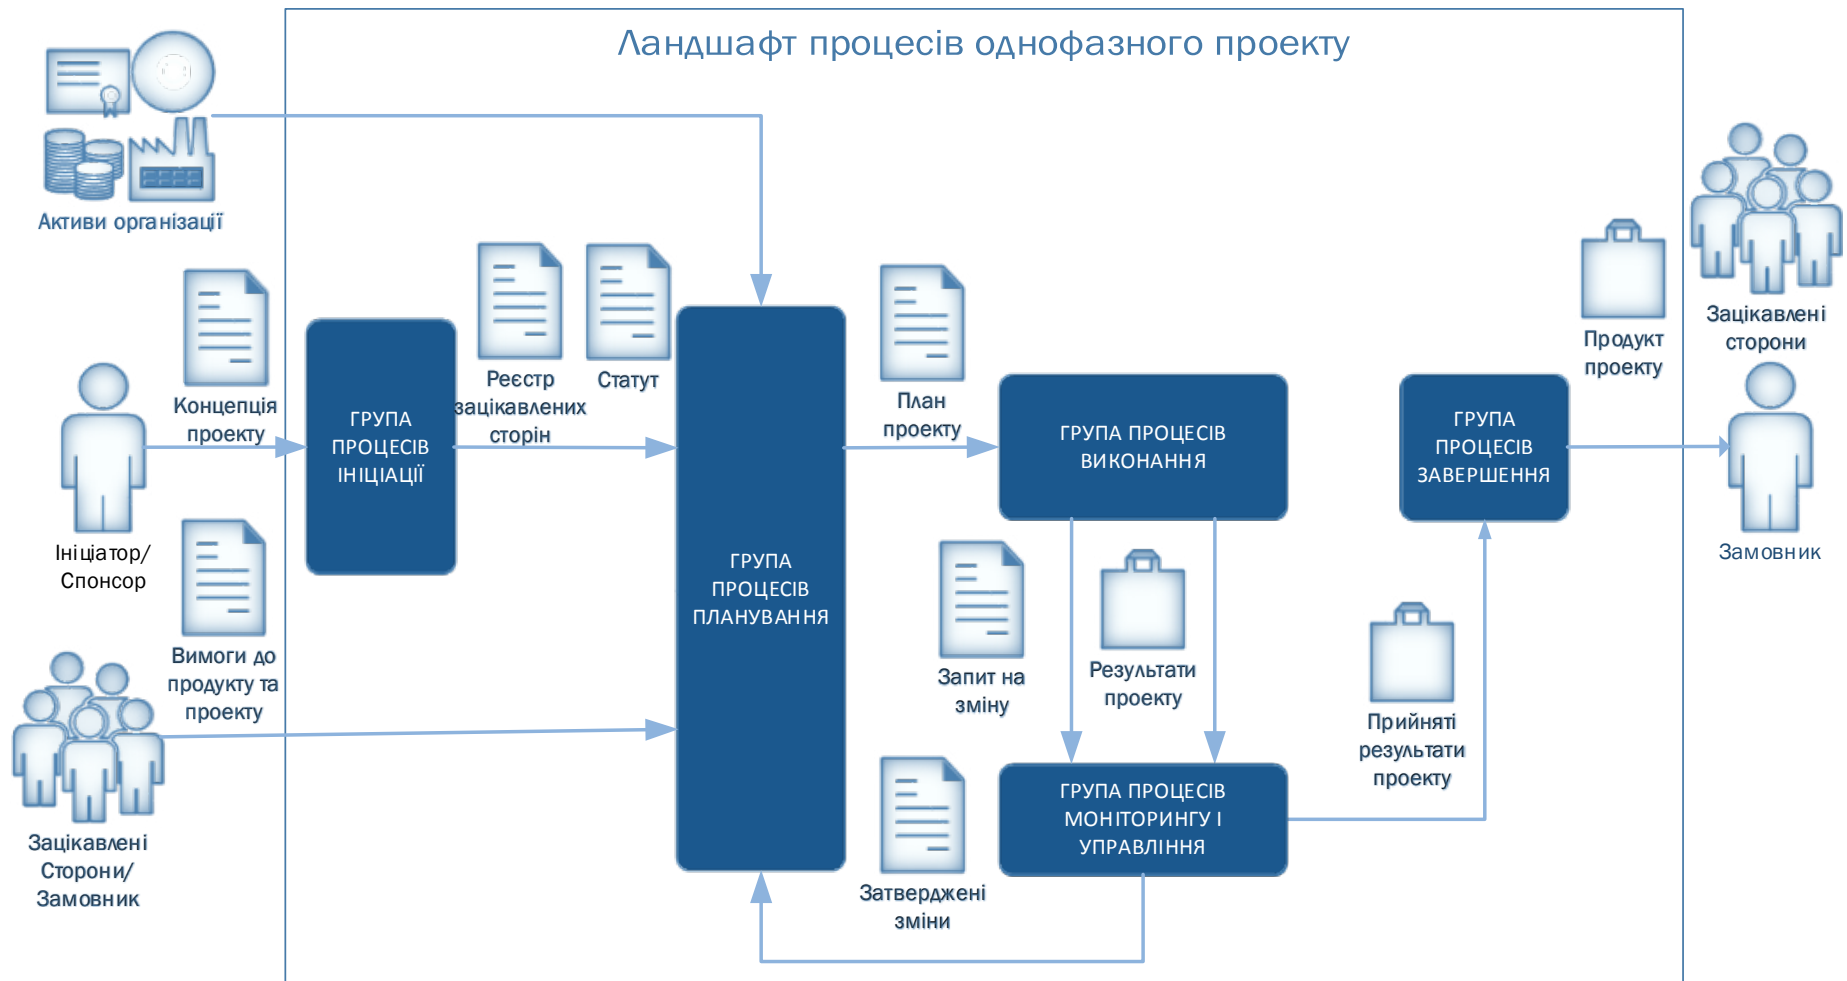 Ландшафт процесів однофазного проекту
Активи організації
Концепція
проекту
Ініціатор/
Спонсор
Вимоги до
продукту та
проекту
Зацікавлені
Сторони/
Замовник
ГРУПА
ПРОЦЕСІВ
ІНІЦІАЦІЇ
Реєстр
зацікавлених
сторін
Статут
ГРУПА
ПРОЦЕСІВ
ПЛАНУВАННЯ
План
проекту
ГРУПА ПРОЦЕСІВ
ВИКОНАННЯ
Запит на
зміну
Результати
проекту
ГРУПА ПРОЦЕСІВ
МОНІТОРИНГУ І
УПРАВЛІННЯ
Затверджені
зміни
Прийняті
результати
проекту
ГРУПА
ПРОЦЕСІВ
ЗАВЕРШЕННЯ
Продукт
проекту
Зацікавлені
сторони
Замовник